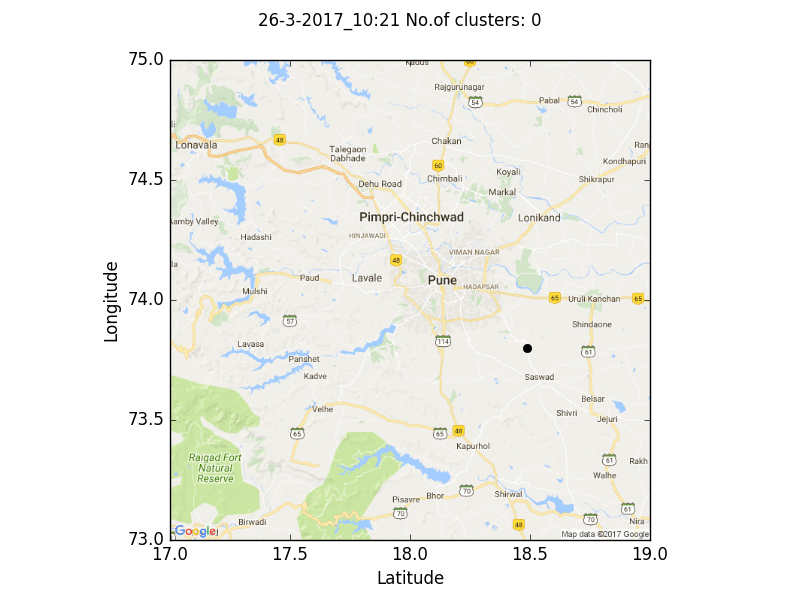 26-3-2017_10:21 No.of clusters: 0
75.0
74.5
74.0
73.5
73.0
17.0
17.5
18.0
18.5
19.0
Longitude
Latitude
Kadus
60
Rajgurunagar
54
Pabal
54
Chincholi
Lonavala
48
Talegaon
Dabhade
Chakan
60
Chimbali
Koyali
Kondhapuri
Dehu Road
Markal
Shikrapur
Pimpri-Chinchwad
Lonikand
Aamby Valley
Hadashi
HINJAWADI
VIMAN NAGAR
48
Mulshi
Paud
Lavale
Pune
HADAPSAR
65
Uruli Kanchan
65
57
Shindaone
Lavasa
114
61
Panshet
Kadve
Saswad
Velhe
Belsar
Shivri
Jejuri
65
65
48
Kapurhol
Raigad Fort
Natural
Reserve
61
Rakh
Walhe
Pisavre
Bhor
70
Shirwal
70
70
61
Nira
Birwadi
48
Google
Map data ©2017 Google